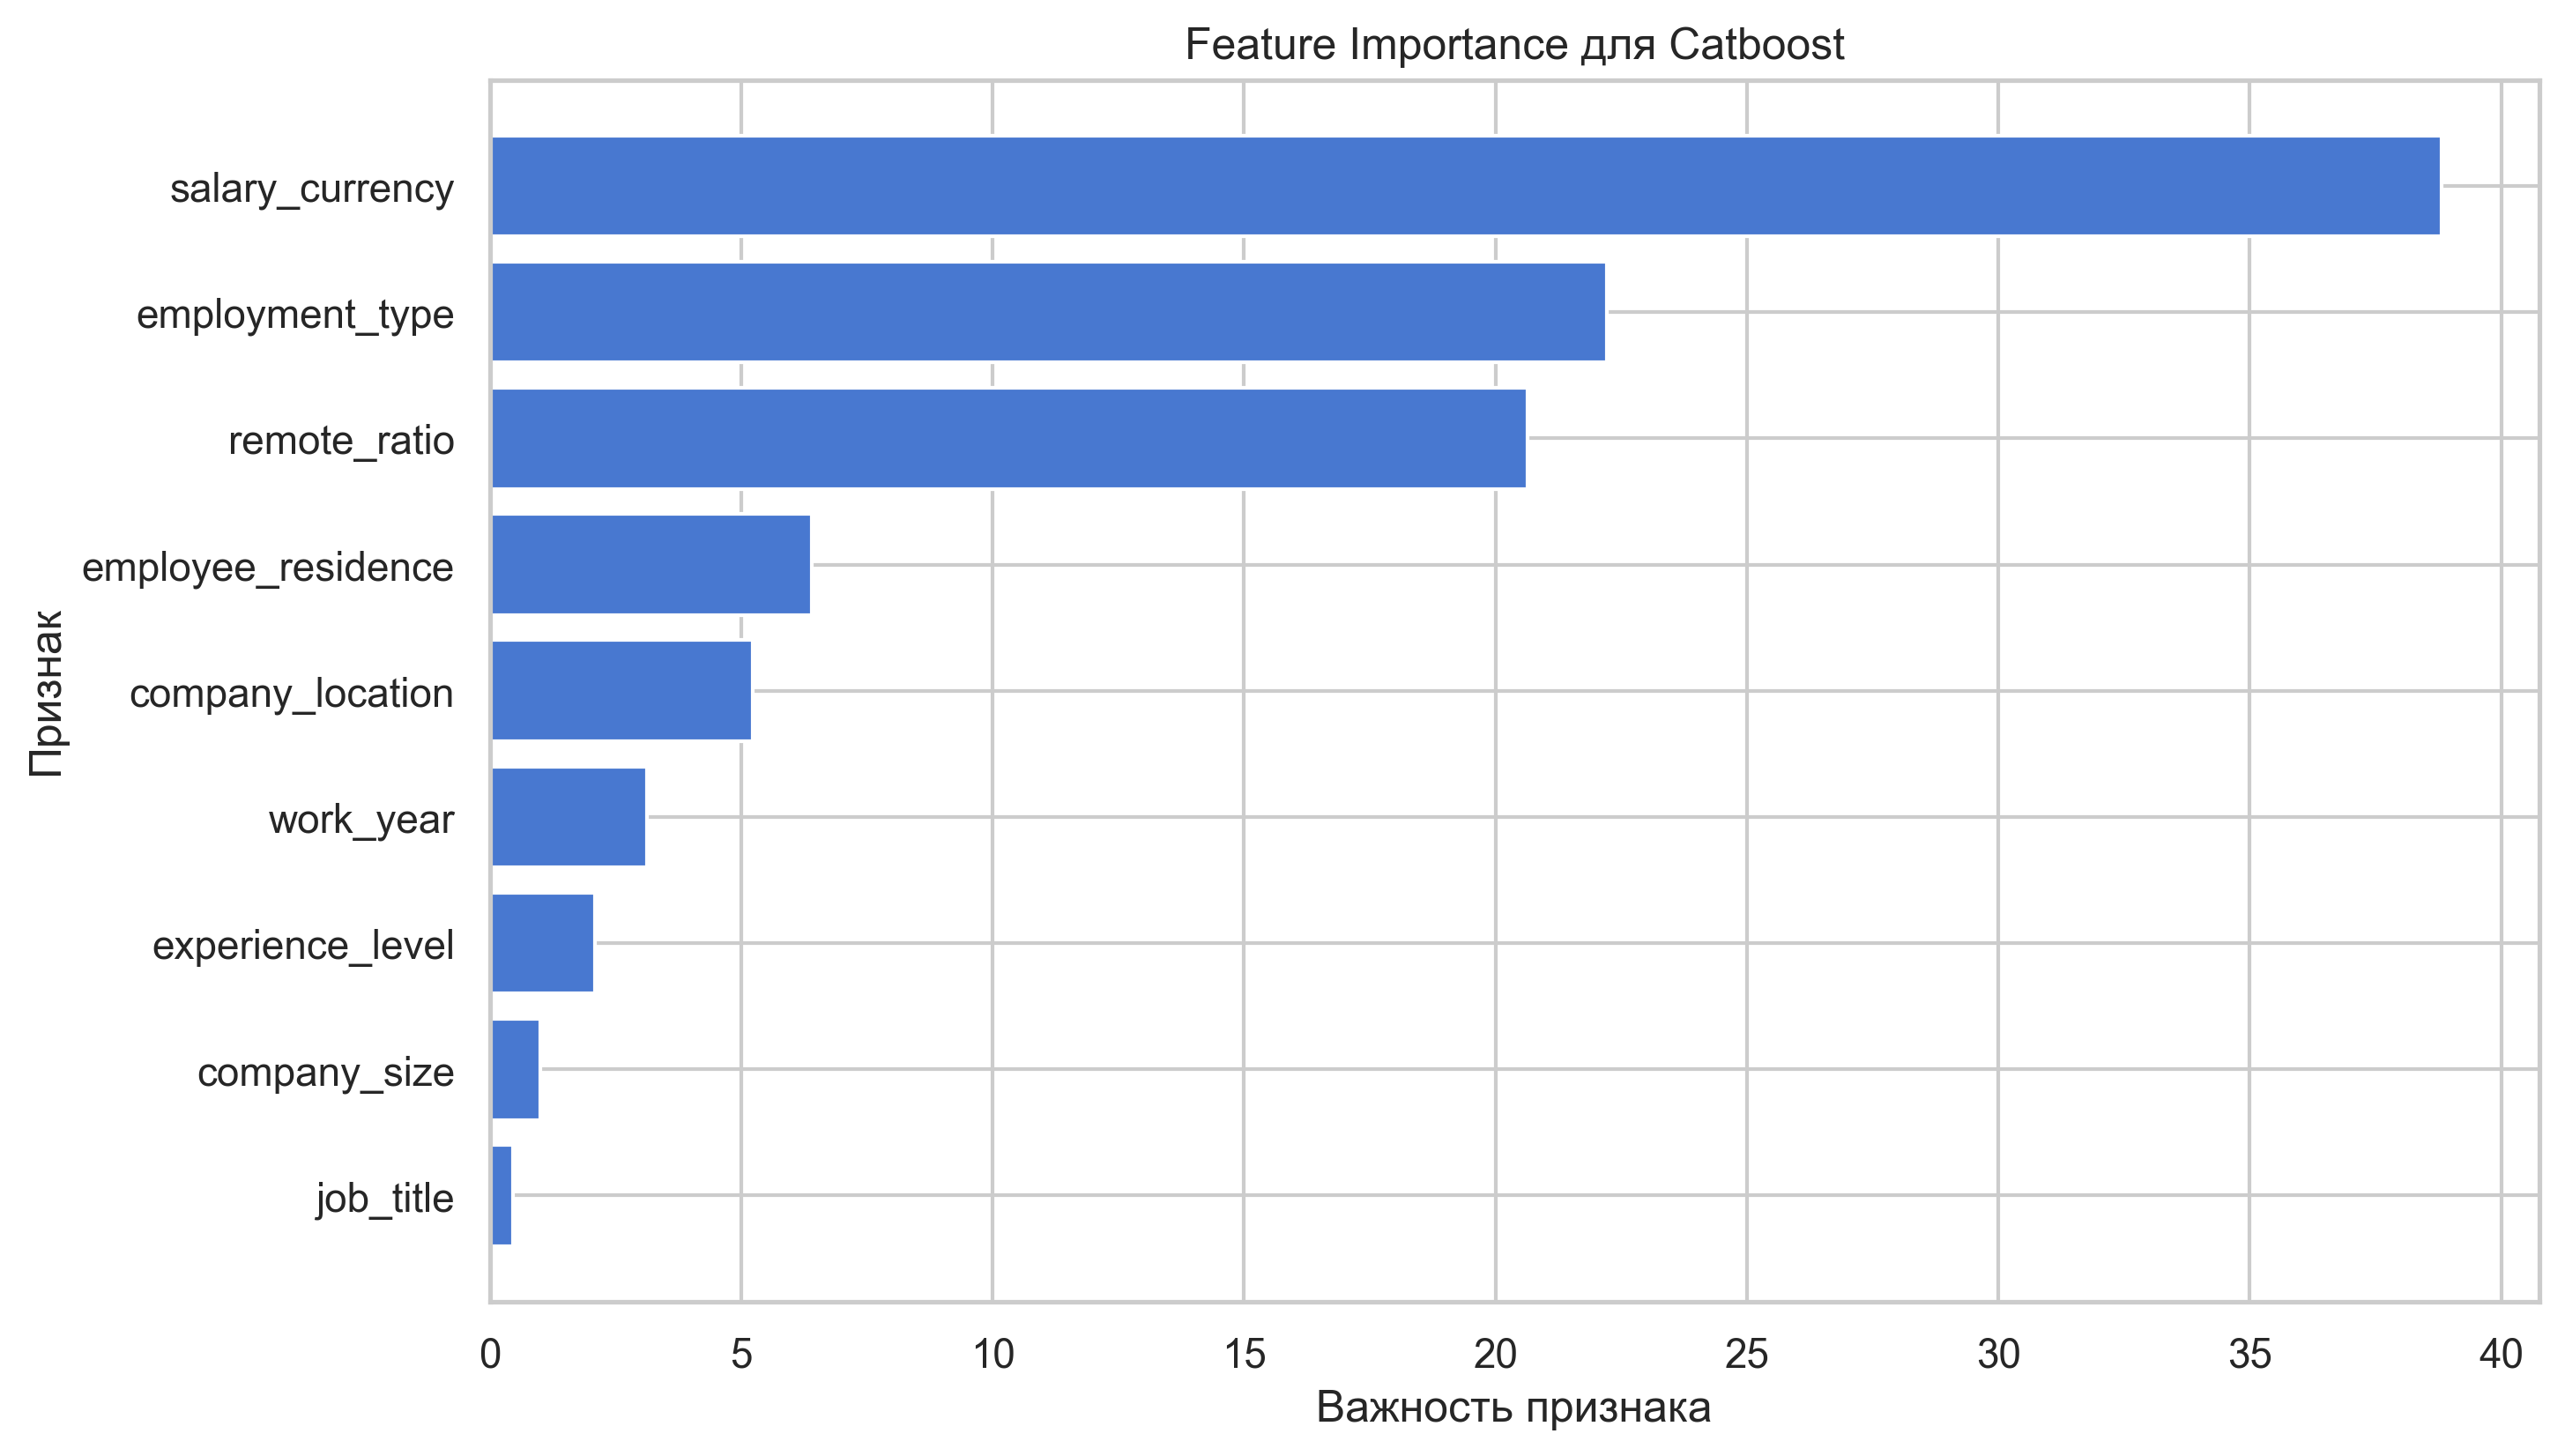 Feature Importance для Catboost
salary_currency
employment_type
remote_ratio
employee_residence
company_location
work_year
experience_level
company_size
job_title
Признак
0 5 10 15 20 25 30 35 40
Важность признака